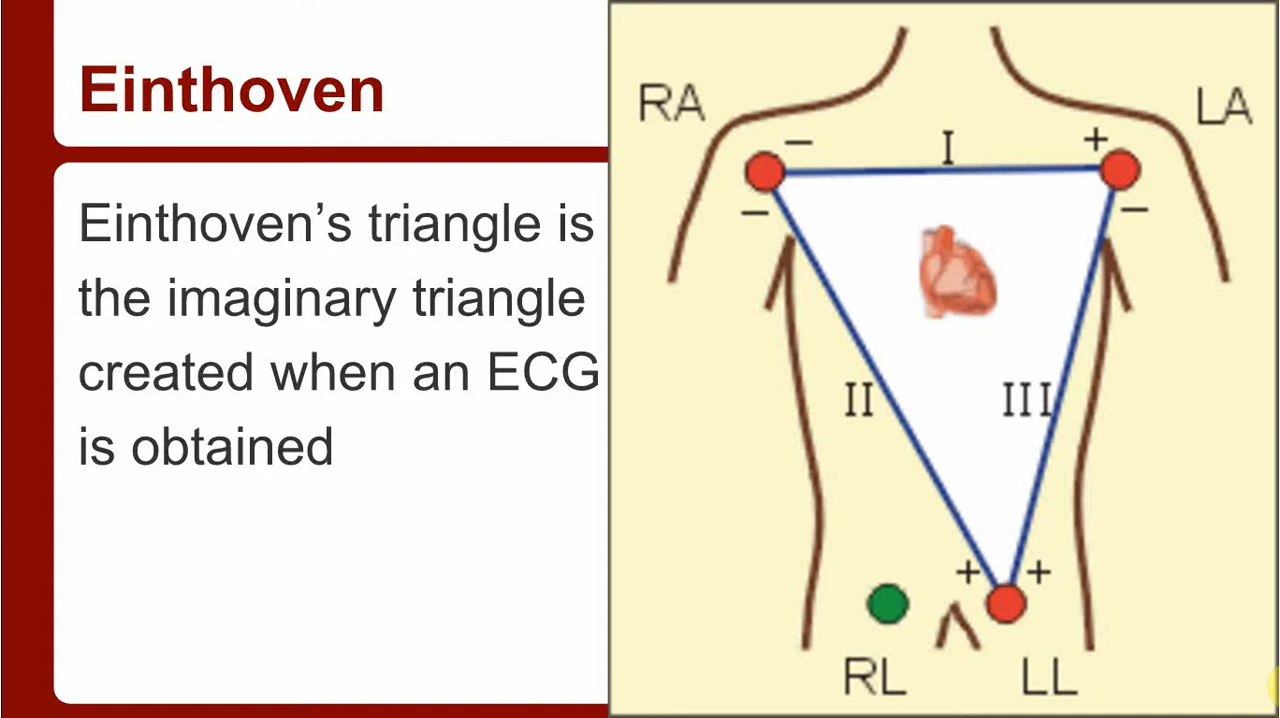 Einthoven
Einthoven’s triangle is
the imaginary triangle
created when an ECG
is obtained
RA
LA
− I +
− −
II III
+ +
RL LL